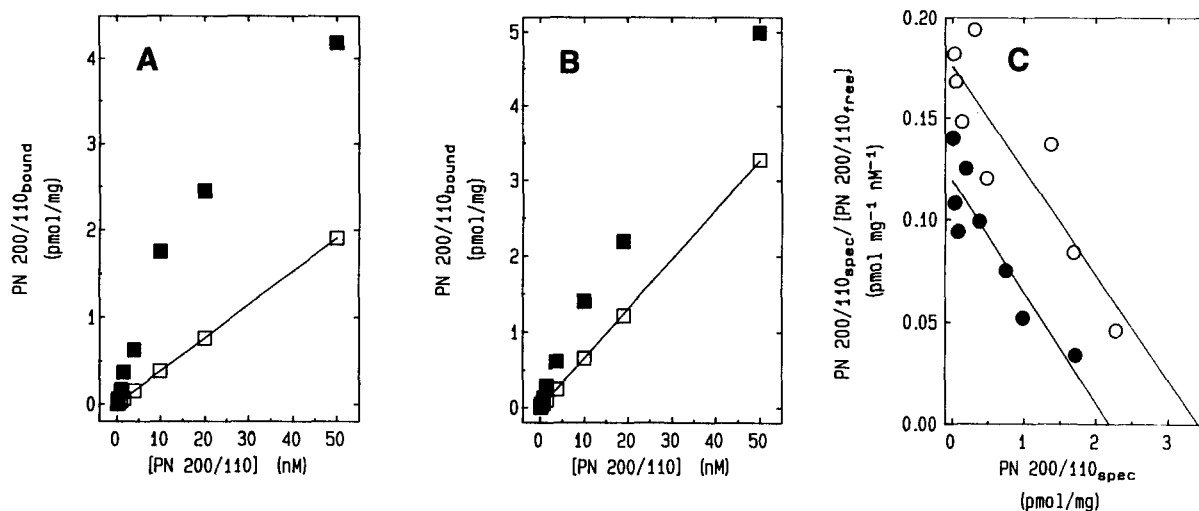 A
PN 200/110bound
(pmol/mg)
4
3
2
1
0
0 10 20 30 40 50
[PN 200/110] (nM)
B
PN 200/110bound
(pmol/mg)
5
4
3
2
1
0
0 10 20 30 40 50
[PN 200/110] (nM)
C
PN 200/110spec/[PN 200/110free]
(pmol mg⁻¹ nM⁻¹)
0.20
0.15
0.10
0.05
0.00
0 1 2 3
PN 200/110spec
(pmol/mg)